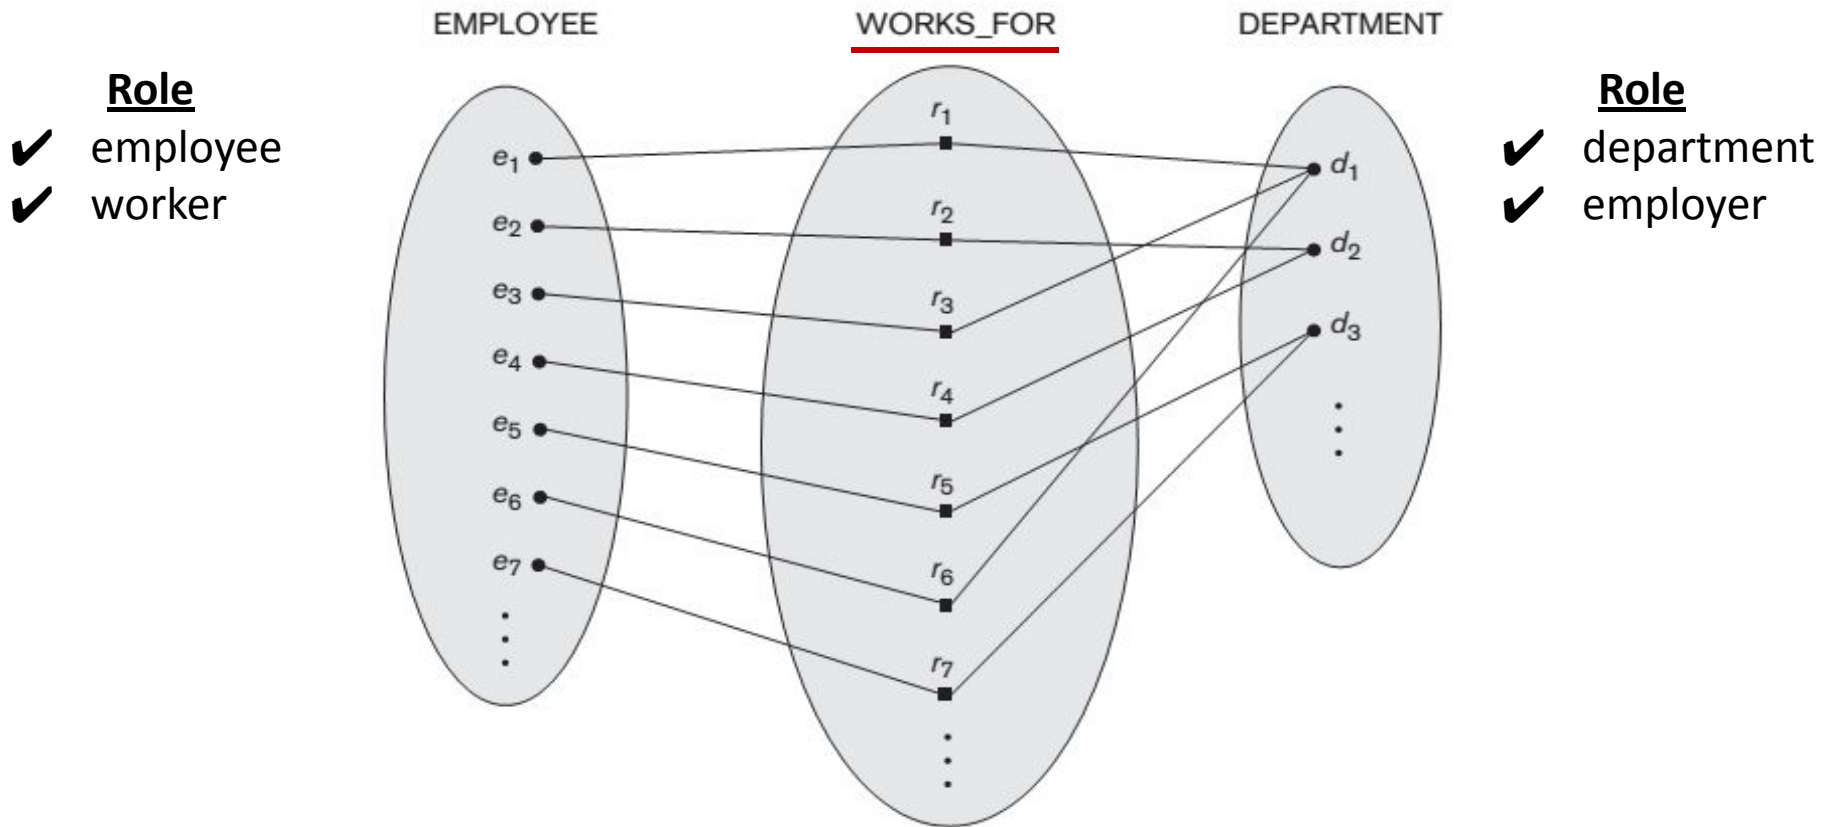 EMPLOYEE WORKS_FOR DEPARTMENT
Role
✔ employee
✔ worker
Role
✔ department
✔ employer
e1
e2
e3
e4
e5
e6
e7
r1
r2
r3
r4
r5
r6
r7
d1
d2
d3